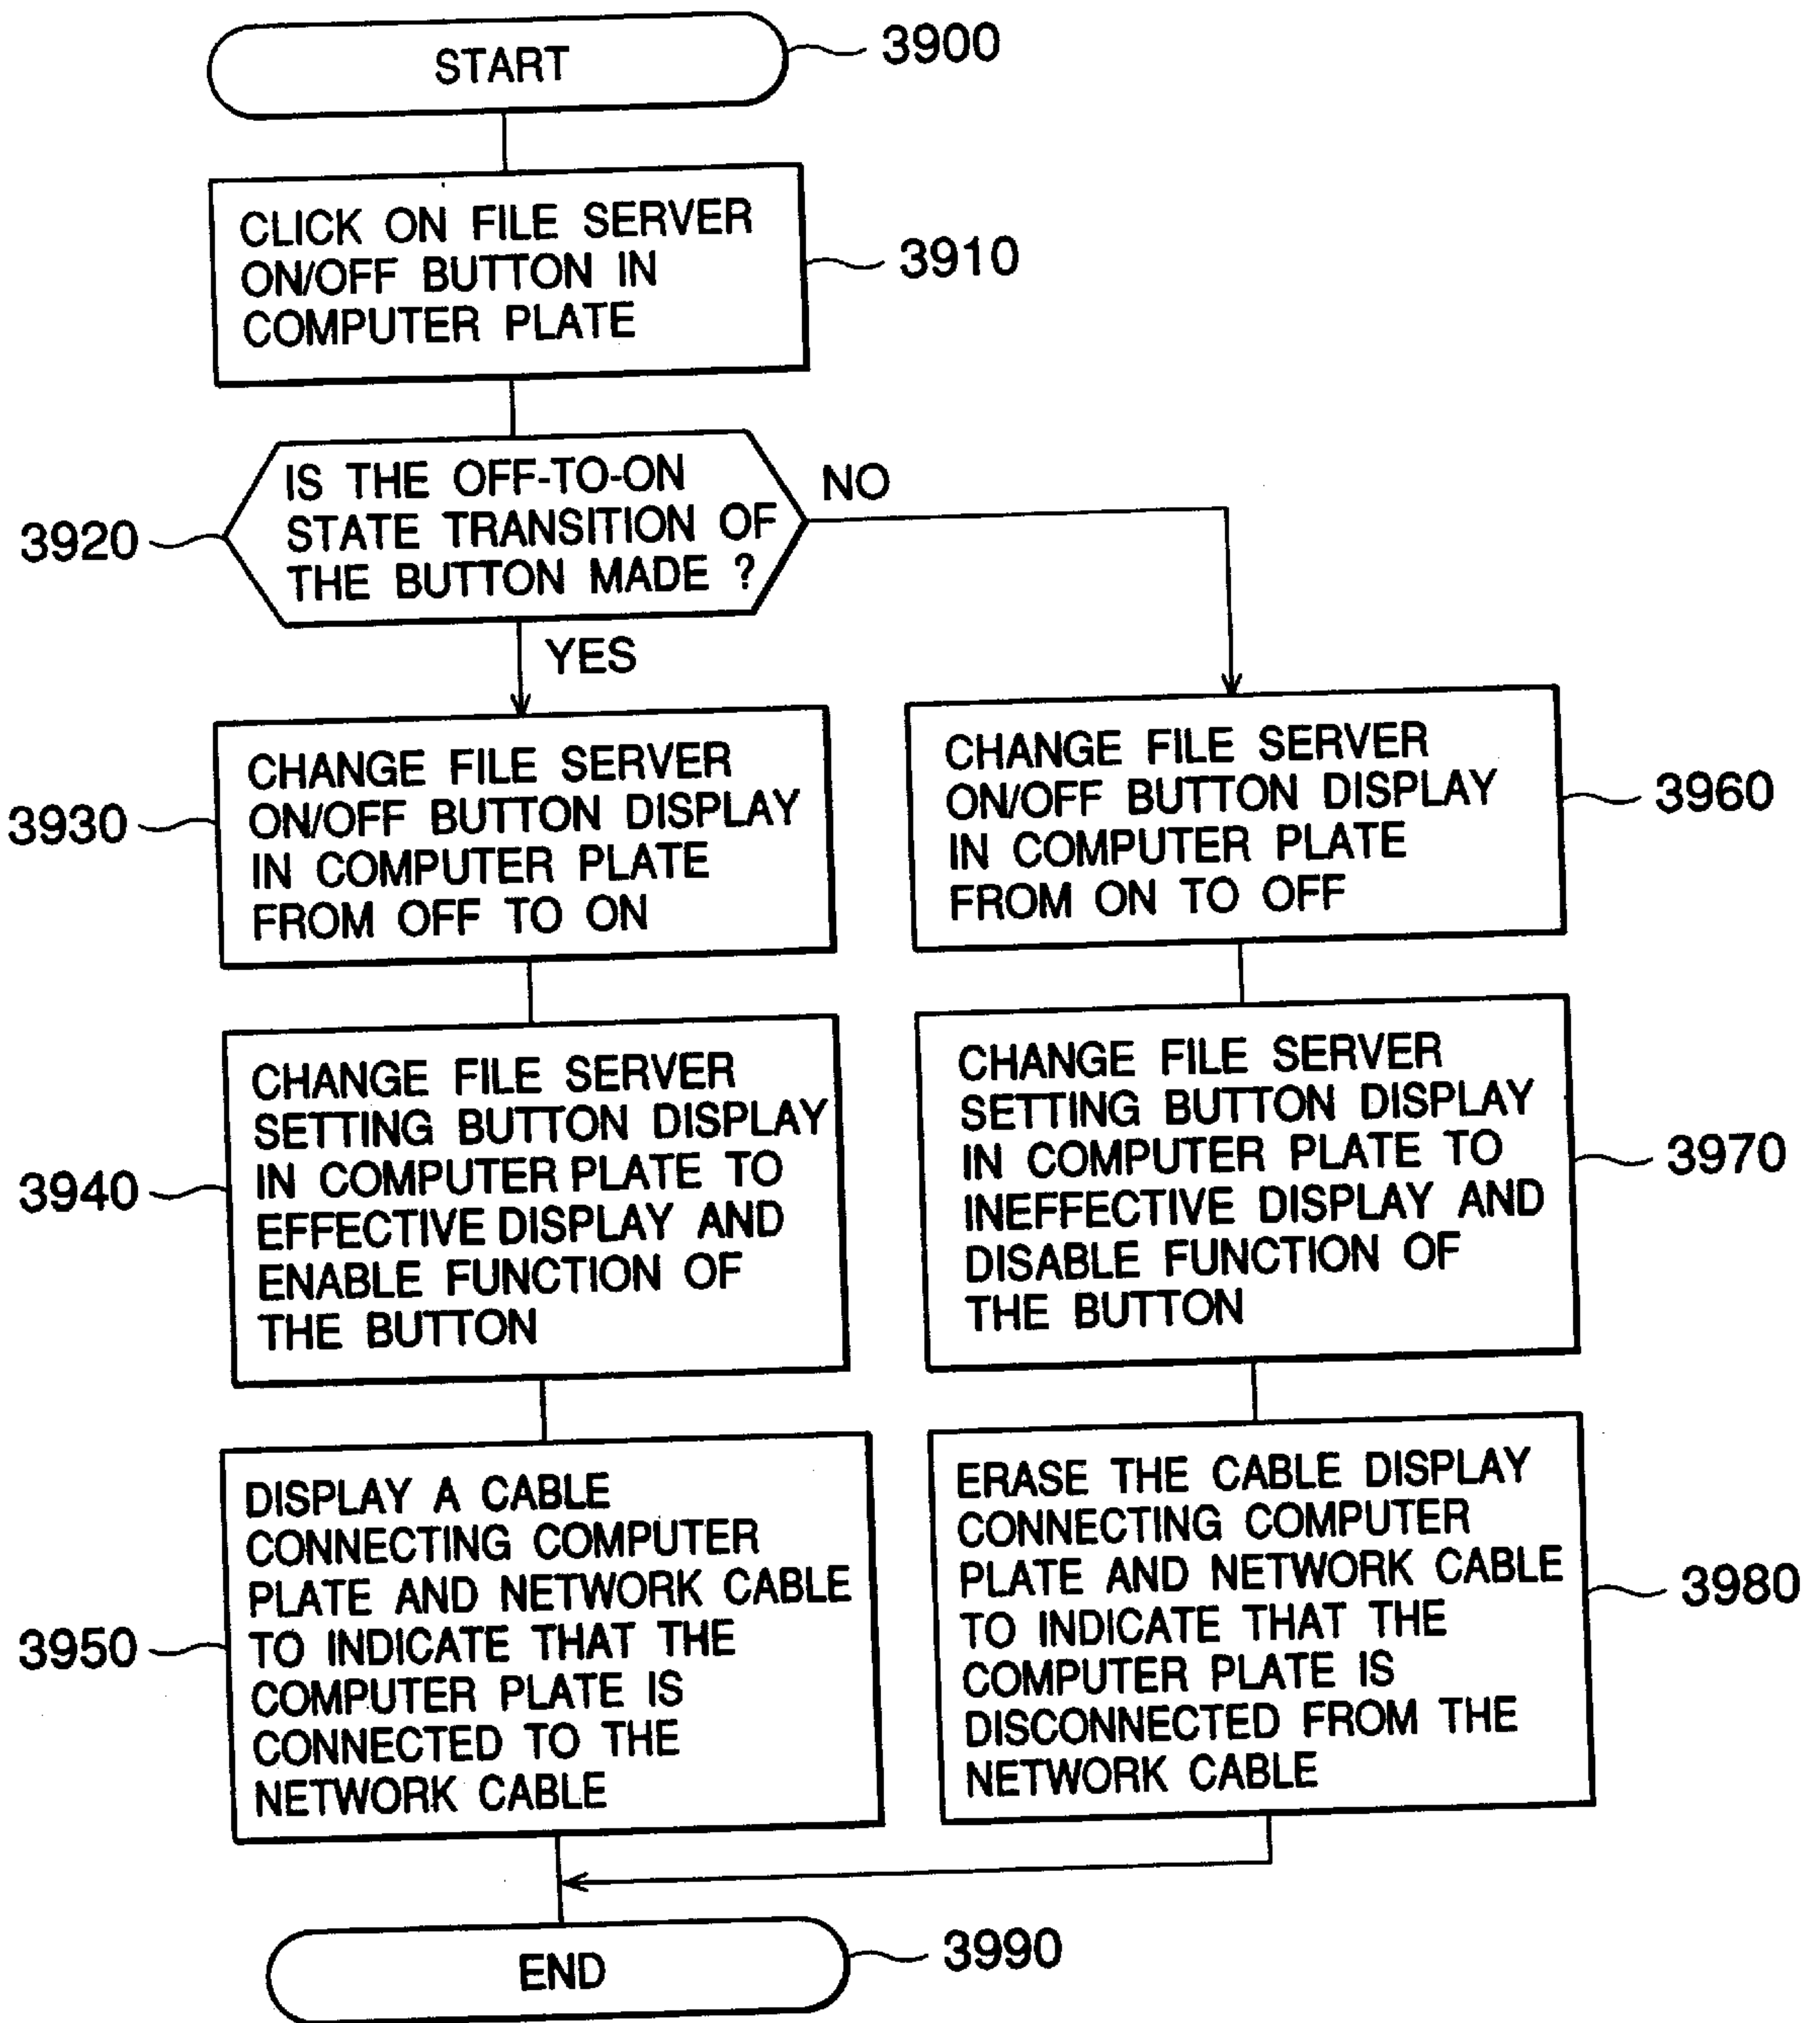 START
3900
CLICK ON FILE SERVER
ON/OFF BUTTON IN
COMPUTER PLATE
3910
IS THE OFF-TO-ON
STATE TRANSITION OF
THE BUTTON MADE ?
3920
NO
YES
CHANGE FILE SERVER
ON/OFF BUTTON DISPLAY
IN COMPUTER PLATE
FROM OFF TO ON
3930
CHANGE FILE SERVER
SETTING BUTTON DISPLAY
IN COMPUTER PLATE TO
EFFECTIVE DISPLAY AND
ENABLE FUNCTION OF
THE BUTTON
3940
DISPLAY A CABLE
CONNECTING COMPUTER
PLATE AND NETWORK CABLE
TO INDICATE THAT THE
COMPUTER PLATE IS
CONNECTED TO THE
NETWORK CABLE
3950
CHANGE FILE SERVER
ON/OFF BUTTON DISPLAY
IN COMPUTER PLATE
FROM ON TO OFF
3960
CHANGE FILE SERVER
SETTING BUTTON DISPLAY
IN COMPUTER PLATE TO
INEFFECTIVE DISPLAY AND
DISABLE FUNCTION OF
THE BUTTON
3970
ERASE THE CABLE DISPLAY
CONNECTING COMPUTER
PLATE AND NETWORK CABLE
TO INDICATE THAT THE
COMPUTER PLATE IS
DISCONNECTED FROM THE
NETWORK CABLE
3980
END
3990